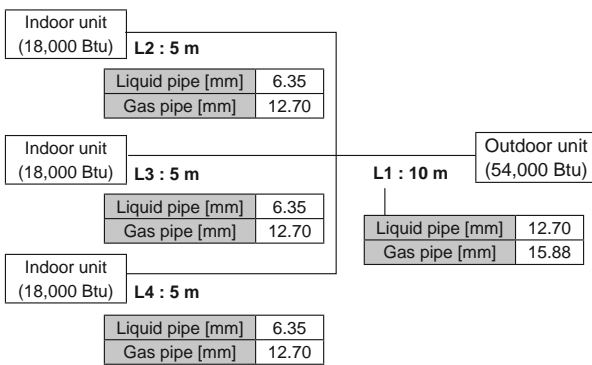 Indoor unit
(18,000 Btu)
L2 : 5 m
Liquid pipe [mm] 6.35
Gas pipe [mm] 12.70
Indoor unit
(18,000 Btu)
L3 : 5 m
Liquid pipe [mm] 6.35
Gas pipe [mm] 12.70
Indoor unit
(18,000 Btu)
L4 : 5 m
Liquid pipe [mm] 6.35
Gas pipe [mm] 12.70
Outdoor unit
(54,000 Btu)
L1 : 10 m
Liquid pipe [mm] 12.70
Gas pipe [mm] 15.88